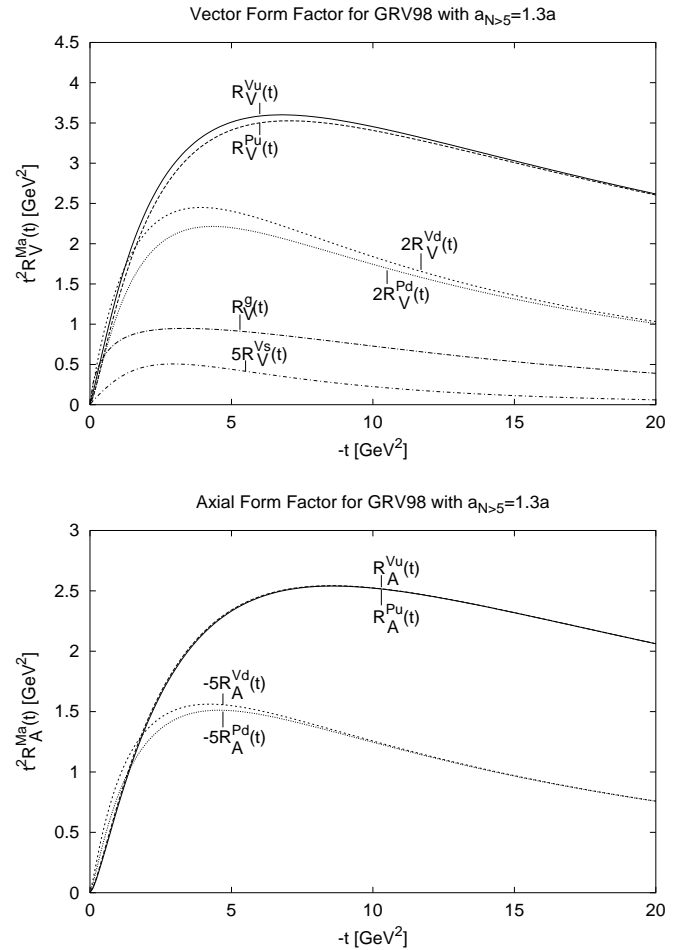 Vector Form Factor for GRV98 with a_{N>5}=1.3a
t^2R_V^{Ma}(t) [GeV^2]
4.5
4
3.5
3
2.5
2
1.5
1
0.5
0
R_V^{Vu}(t)
R_V^{Pu}(t)
2R_V^{Vd}(t)
2R_V^{Pd}(t)
R_V^g(t)
5R_V^{Vs}(t)
0 5 10 15 20
-t [GeV^2]
Axial Form Factor for GRV98 with a_{N>5}=1.3a
t^2R_A^{Ma}(t) [GeV^2]
3
2.5
2
1.5
1
0.5
0
R_A^{Vu}(t)
R_A^{Pu}(t)
-5R_A^{Vd}(t)
-5R_A^{Pd}(t)
0 5 10 15 20
-t [GeV^2]